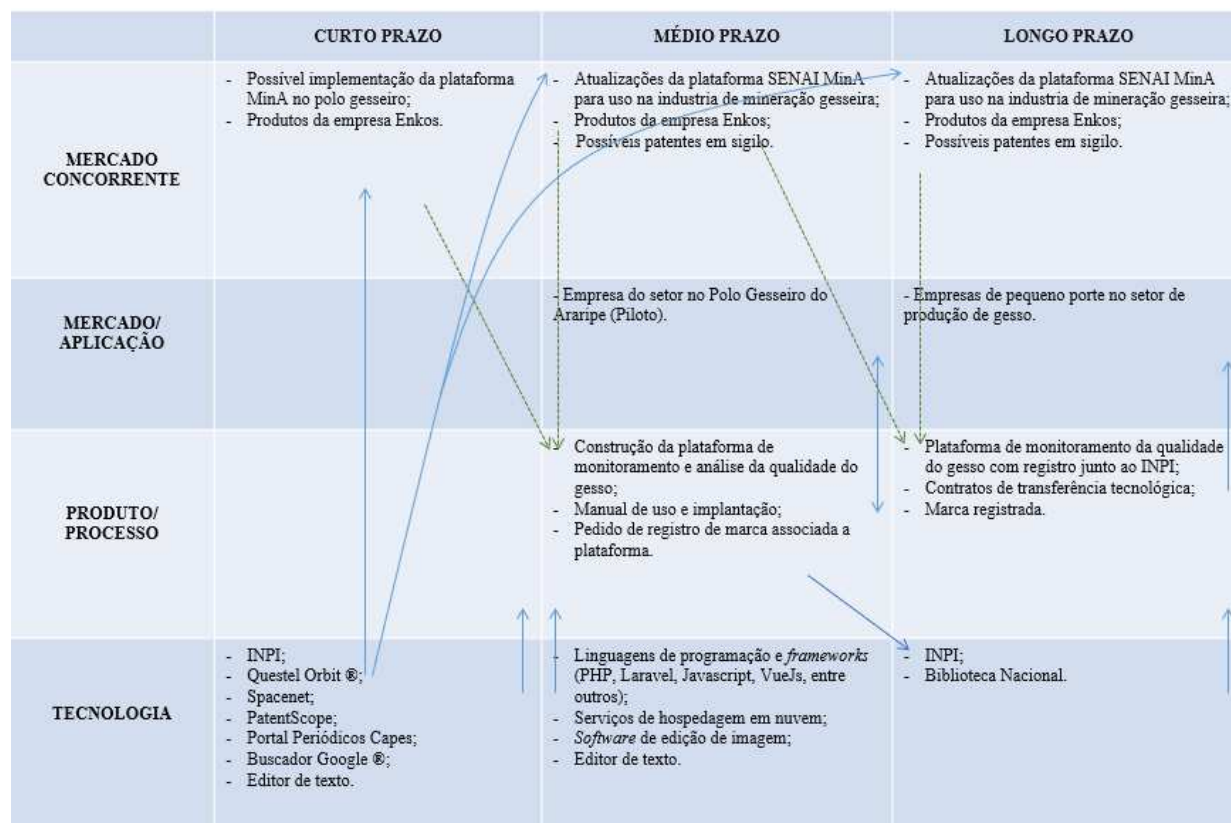 CURTO PRAZO
MÉDIO PRAZO
LONGO PRAZO
MERCADO
CONCORRENTE
- Possível implementação da plataforma
MinA no polo gesseiro;
- Produtos da empresa Enkos.
- Atualizações da plataforma SENAI MinA
para uso na industria de mineração gesseira;
- Produtos da empresa Enkos;
- Possíveis patentes em sigilo.
- Atualizações da plataforma SENAI MinA
para uso na industria de mineração gesseira;
- Produtos da empresa Enkos;
- Possíveis patentes em sigilo.
MERCADO/
APLICAÇÃO
- Empresa do setor no Polo Gesseiro do
Araripe (Piloto).
- Empresas de pequeno porte no setor de
produção de gesso.
PRODUTO/
PROCESSO
- Construção da plataforma de
monitoramento e análise da qualidade do
gesso;
- Manual de uso e implantação;
- Pedido de registro de marca associada a
plataforma.
- Plataforma de monitoramento da qualidade
do gesso com registro junto ao INPI;
- Contratos de transferência tecnológica;
- Marca registrada.
TECNOLOGIA
- INPI;
- Questel Orbit ®;
- Spacenet;
- PatentScope;
- Portal Periódicos Capes;
- Buscador Google ®;
- Editor de texto.
- Linguagens de programação e frameworks
(PHP, Laravel, Javascript, VueJs, entre
outros);
- Serviços de hospedagem em nuvem;
- Software de edição de imagem;
- Editor de texto.
- INPI;
- Biblioteca Nacional.